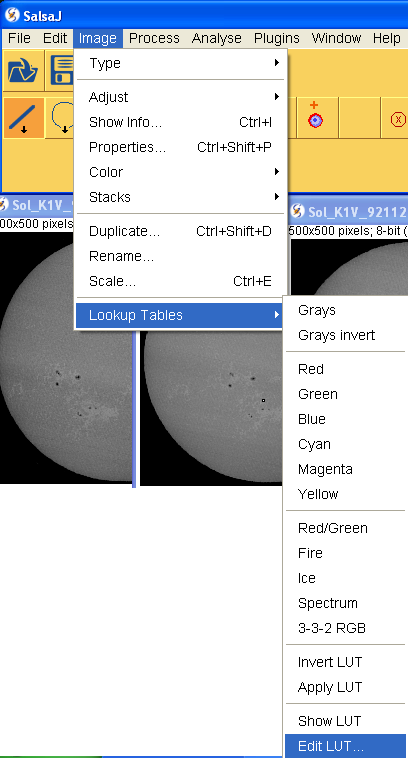 SalsaJ
File Edit Image Process Analyse Plugins Window Help
Type
Adjust
Show Info... Ctrl+I
Properties... Ctrl+Shift+P
Color
Stacks
Duplicate... Ctrl+Shift+D
Rename...
Scale... Ctrl+E
Lookup Tables
Sol_K1V_
00x500 pixels
Sol_K1V_92112
500x500 pixels; 8-bit (
Grays
Grays invert
Red
Green
Blue
Cyan
Magenta
Yellow
Red/Green
Fire
Ice
Spectrum
3-3-2 RGB
Invert LUT
Apply LUT
Show LUT
Edit LUT...